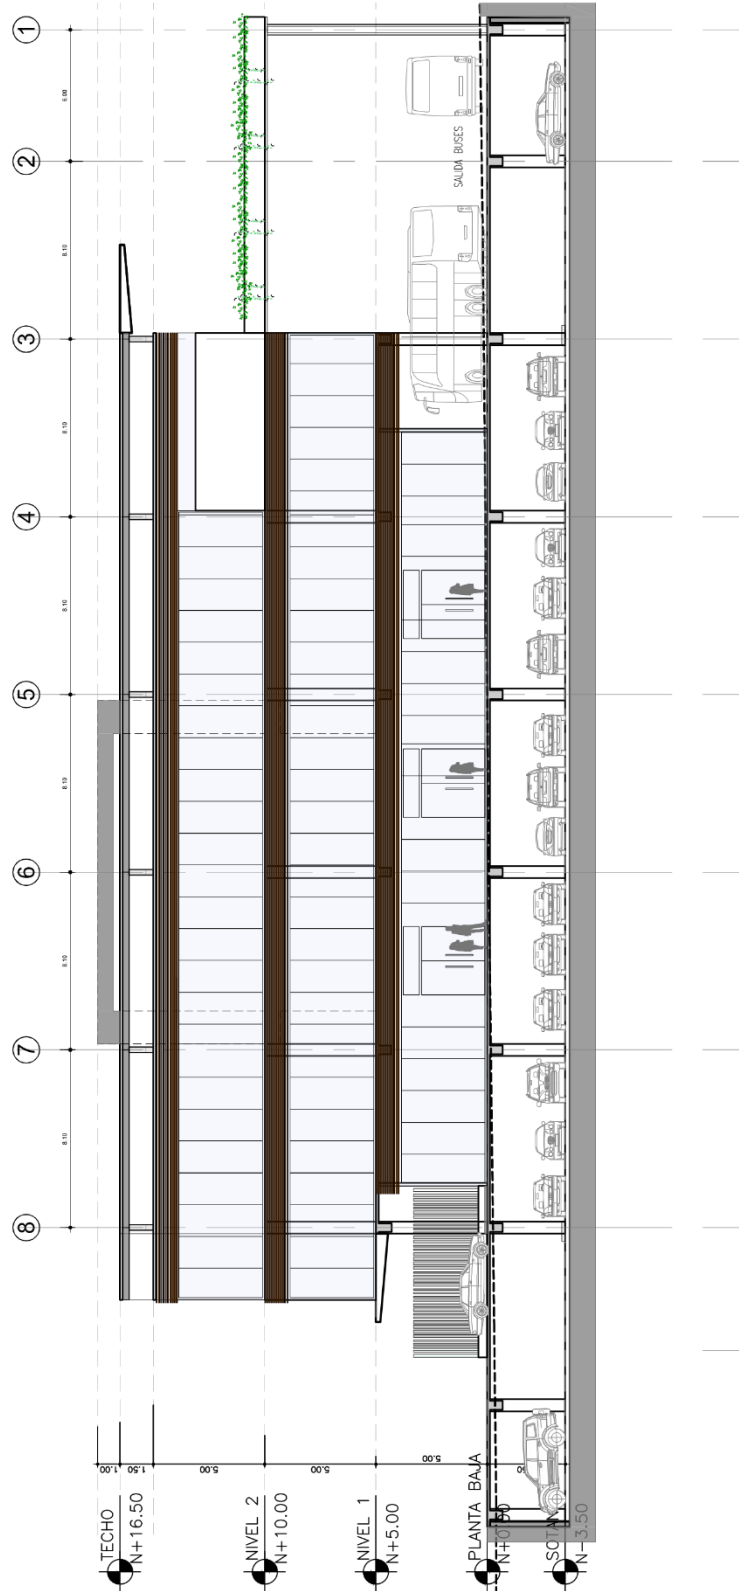 8 7 6 5 4 3 2 1
8.10 8.10 8.10 8.10 8.10 8.10 6.00
1.00
TECHO
N+16.50
1.50
5.00
NIVEL 2
N+10.00
5.00
NIVEL 1
N+5.00
5.00
SALIDA BUSES
PLANTA BAJA
N-3.50